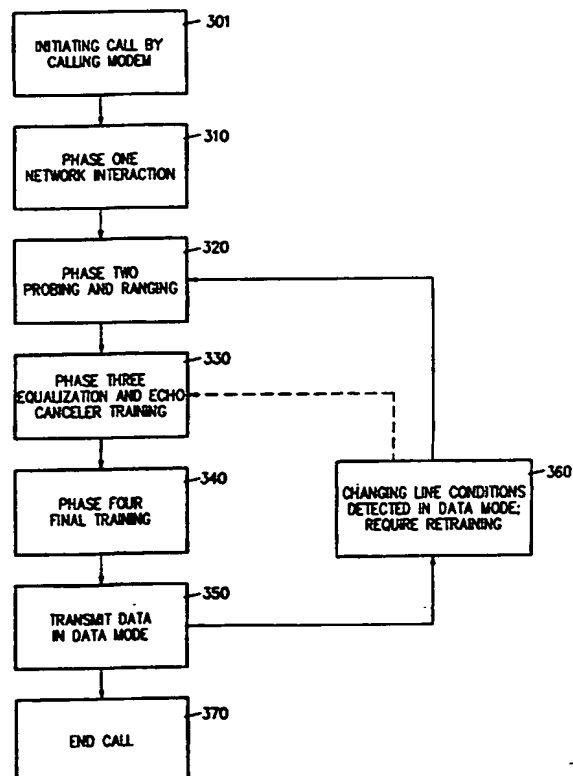 301
INITIATING CALL BY
CALLING MODEM
310
PHASE ONE
NETWORK INTERACTION
320
PHASE TWO
PROBING AND RANGING
330
PHASE THREE
EQUALIZATION AND ECHO
CANCELER TRAINING
340
PHASE FOUR
FINAL TRAINING
360
CHANGING LINE CONDITIONS
DETECTED IN DATA MODE;
REQUIRE RETRAINING
350
TRANSMIT DATA
IN DATA MODE
370
END CALL